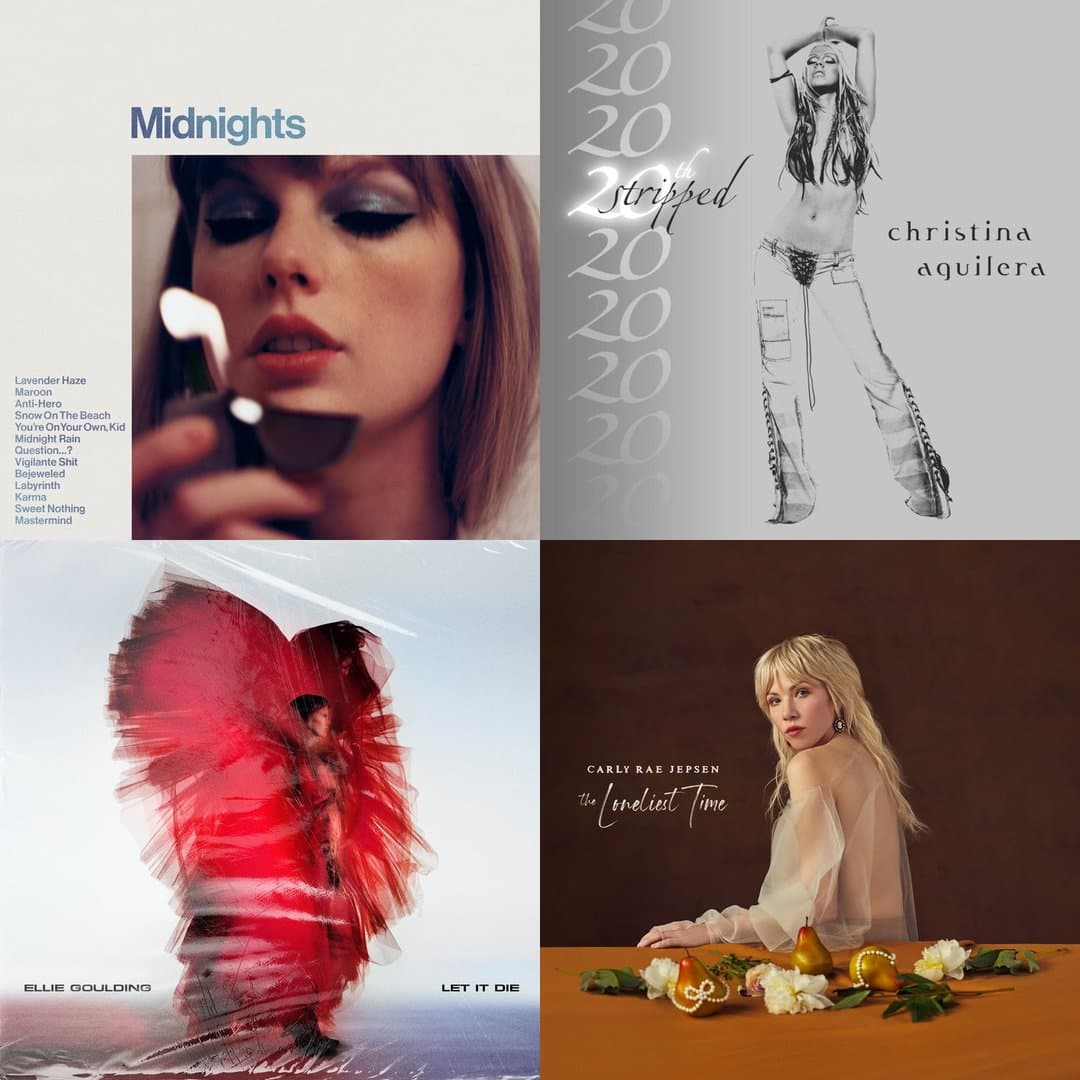 Midnights
Lavender Haze
Maroon
Anti-Hero
Snow On The Beach
You're On Your Own, Kid
Midnight Rain
Question...?
Vigilante Shit
Bejeweled
Labyrinth
Karma
Sweet Nothing
Mastermind
20
20
20
20th
stripped
20
20
20
20
20
christina
aguilera
ELLIE GOULDING
LET IT DIE
CARLY RAE JEPSEN
the Loneliest Time